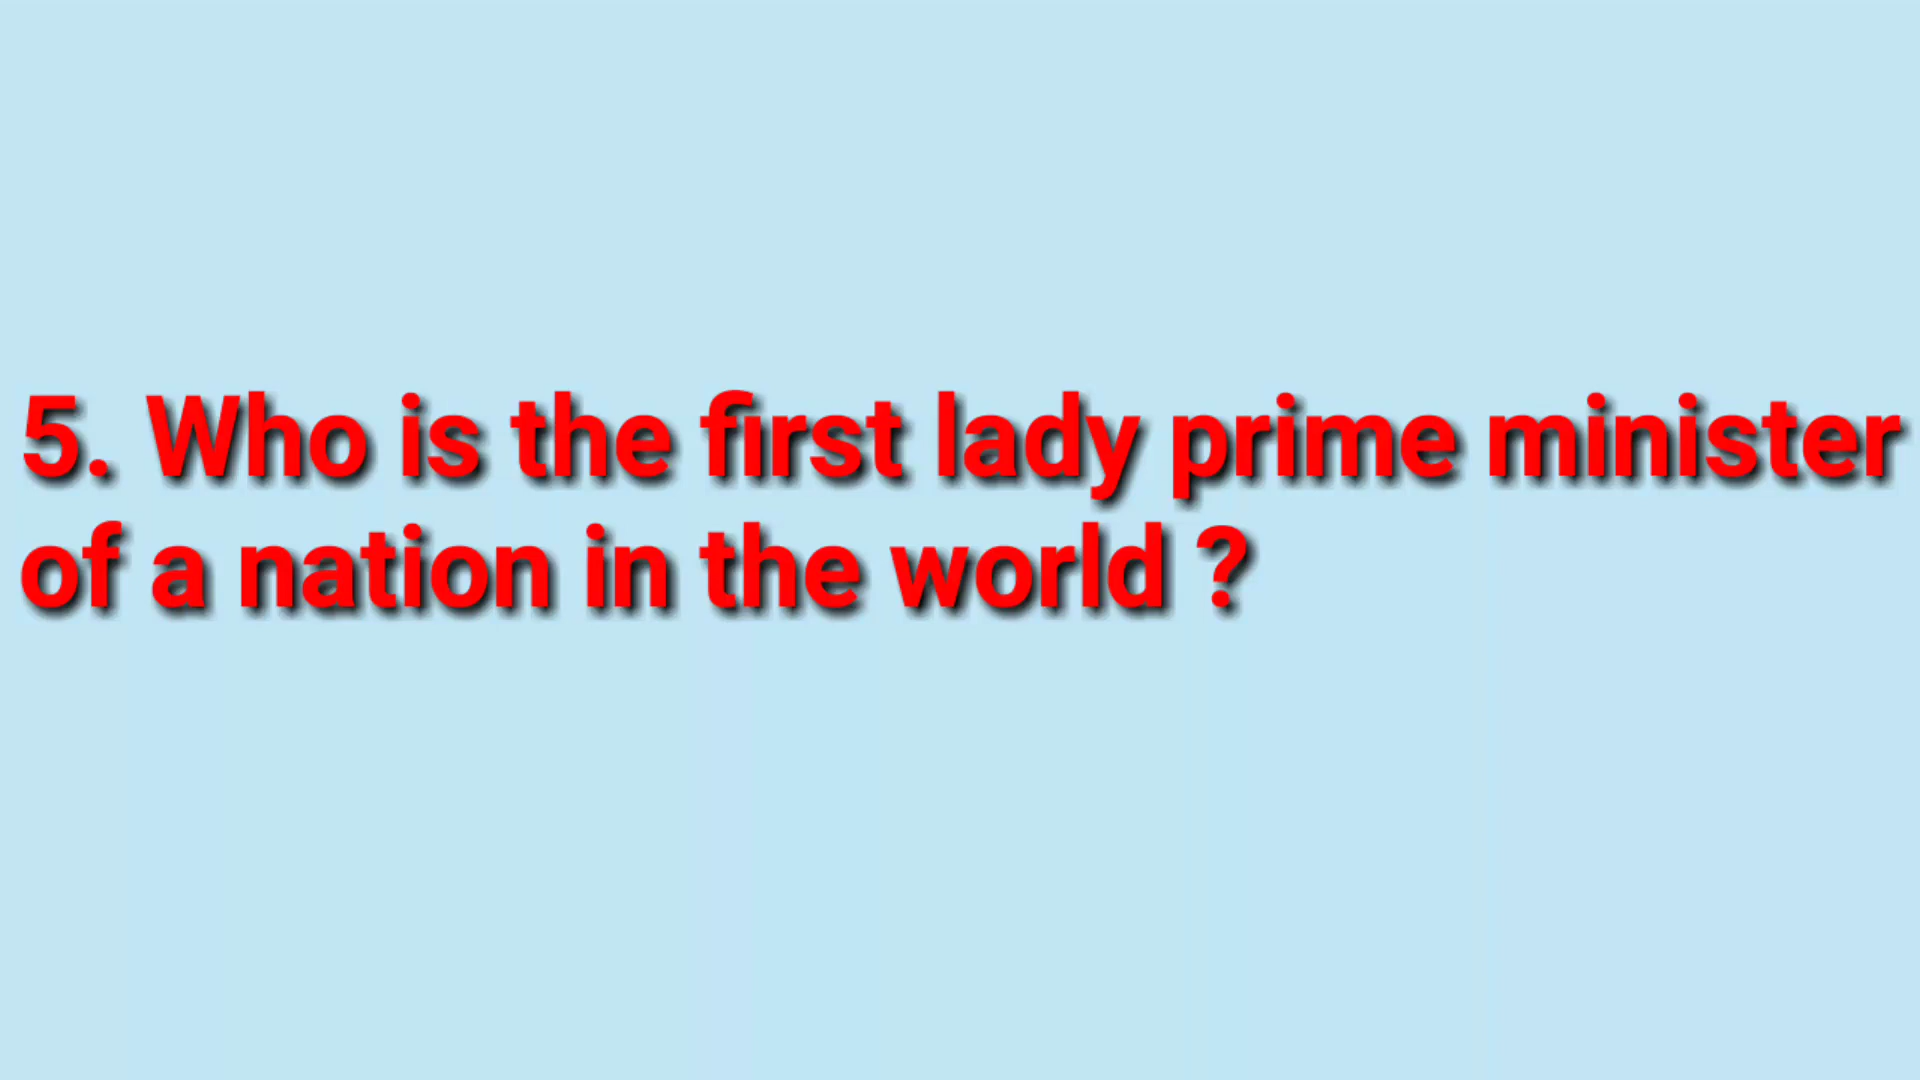 5. Who is the first lady prime minister
of a nation in the world ?